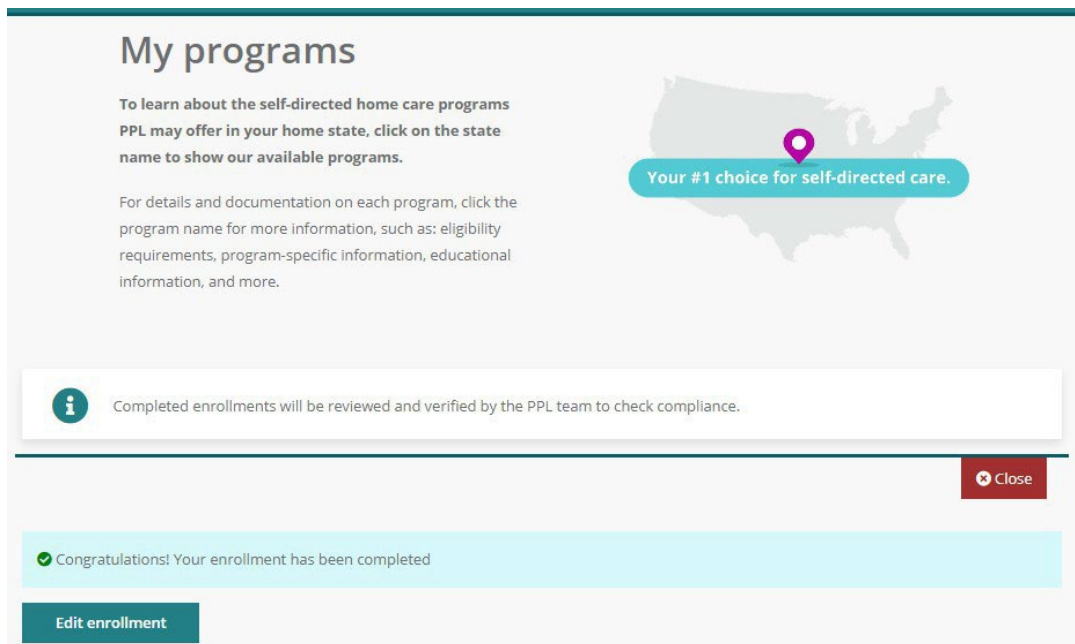 My programs
To learn about the self-directed home care programs
PPL may offer in your home state, click on the state
name to show our available programs.
For details and documentation on each program, click the
program name for more information, such as: eligibility
requirements, program-specific information, educational
information, and more.
Your #1 choice for self-directed care.
Completed enrollments will be reviewed and verified by the PPL team to check compliance.
Close
Congratulations! Your enrollment has been completed
Edit enrollment